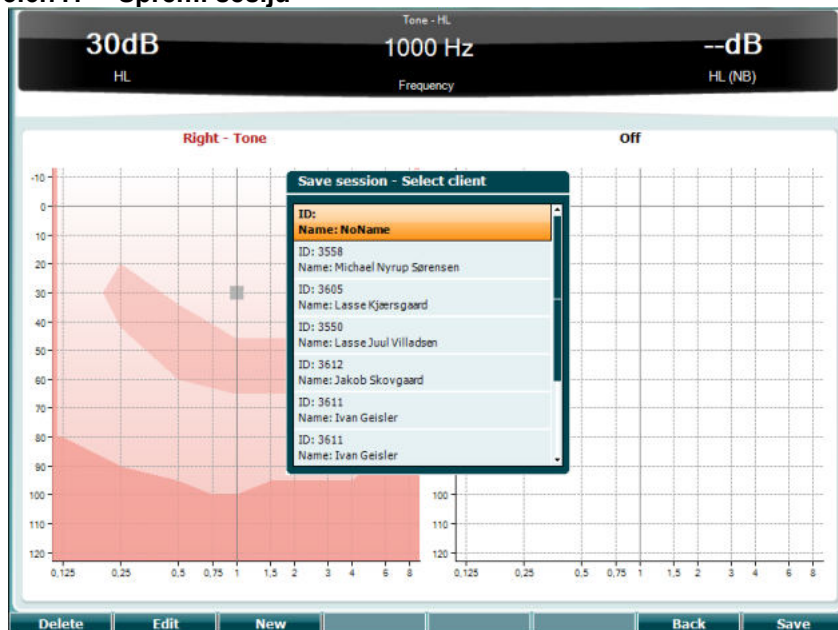 Tone - HL
30dB
1000 Hz
--dB
HL
Frequency
HL (NB)
Right - Tone
Off
Save session - Select client
ID:
Name: NoName
ID: 3558
Name: Michael Nyrup Sørensen
ID: 3605
Name: Lasse Kjærsgaard
ID: 3550
Name: Lasse Juul Villadsen
ID: 3612
Name: Jakob Skovgaard
ID: 3611
Name: Ivan Geisler
ID: 3611
Name: Ivan Geisler
-10
0
10
20
30
40
50
60
70
80
90
100
110
120
0,125 0,25 0,5 0,75 1 1,5 2 3 4 6 8
100
110
120
0,125 0,25 0,5 0,75 1 1,5 2 3 4 6 8
Delete Edit New Back Save